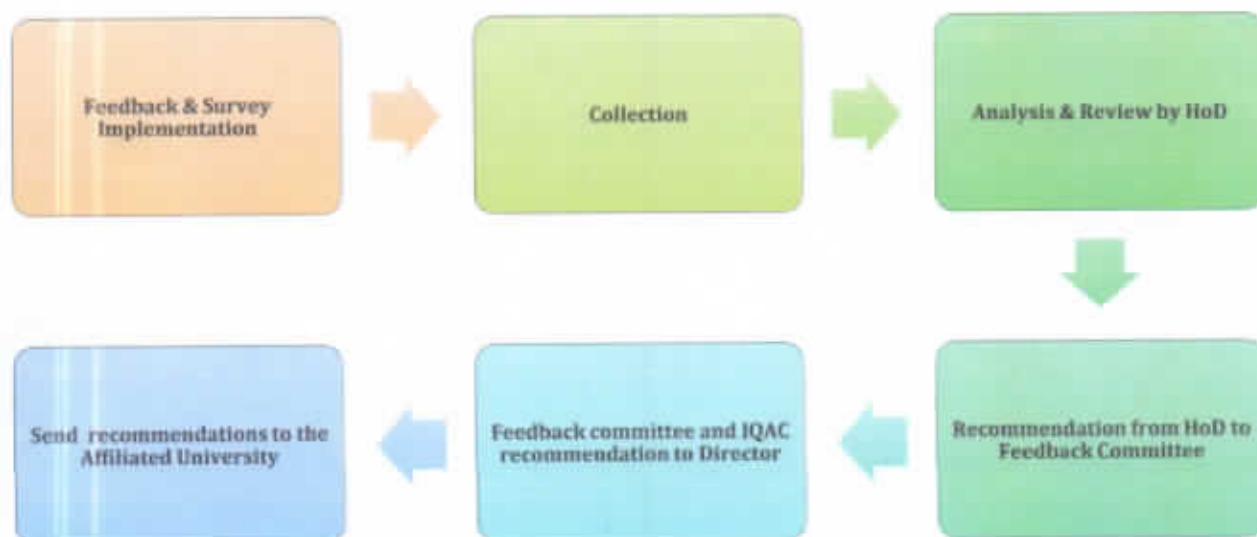 Feedback & Survey
Implementation
Collection
Analysis & Review by HoD
Recommendation from HoD to
Feedback Committee
Feedback committee and IQAC
recommendation to Director
Send recommendations to the
Affiliated University